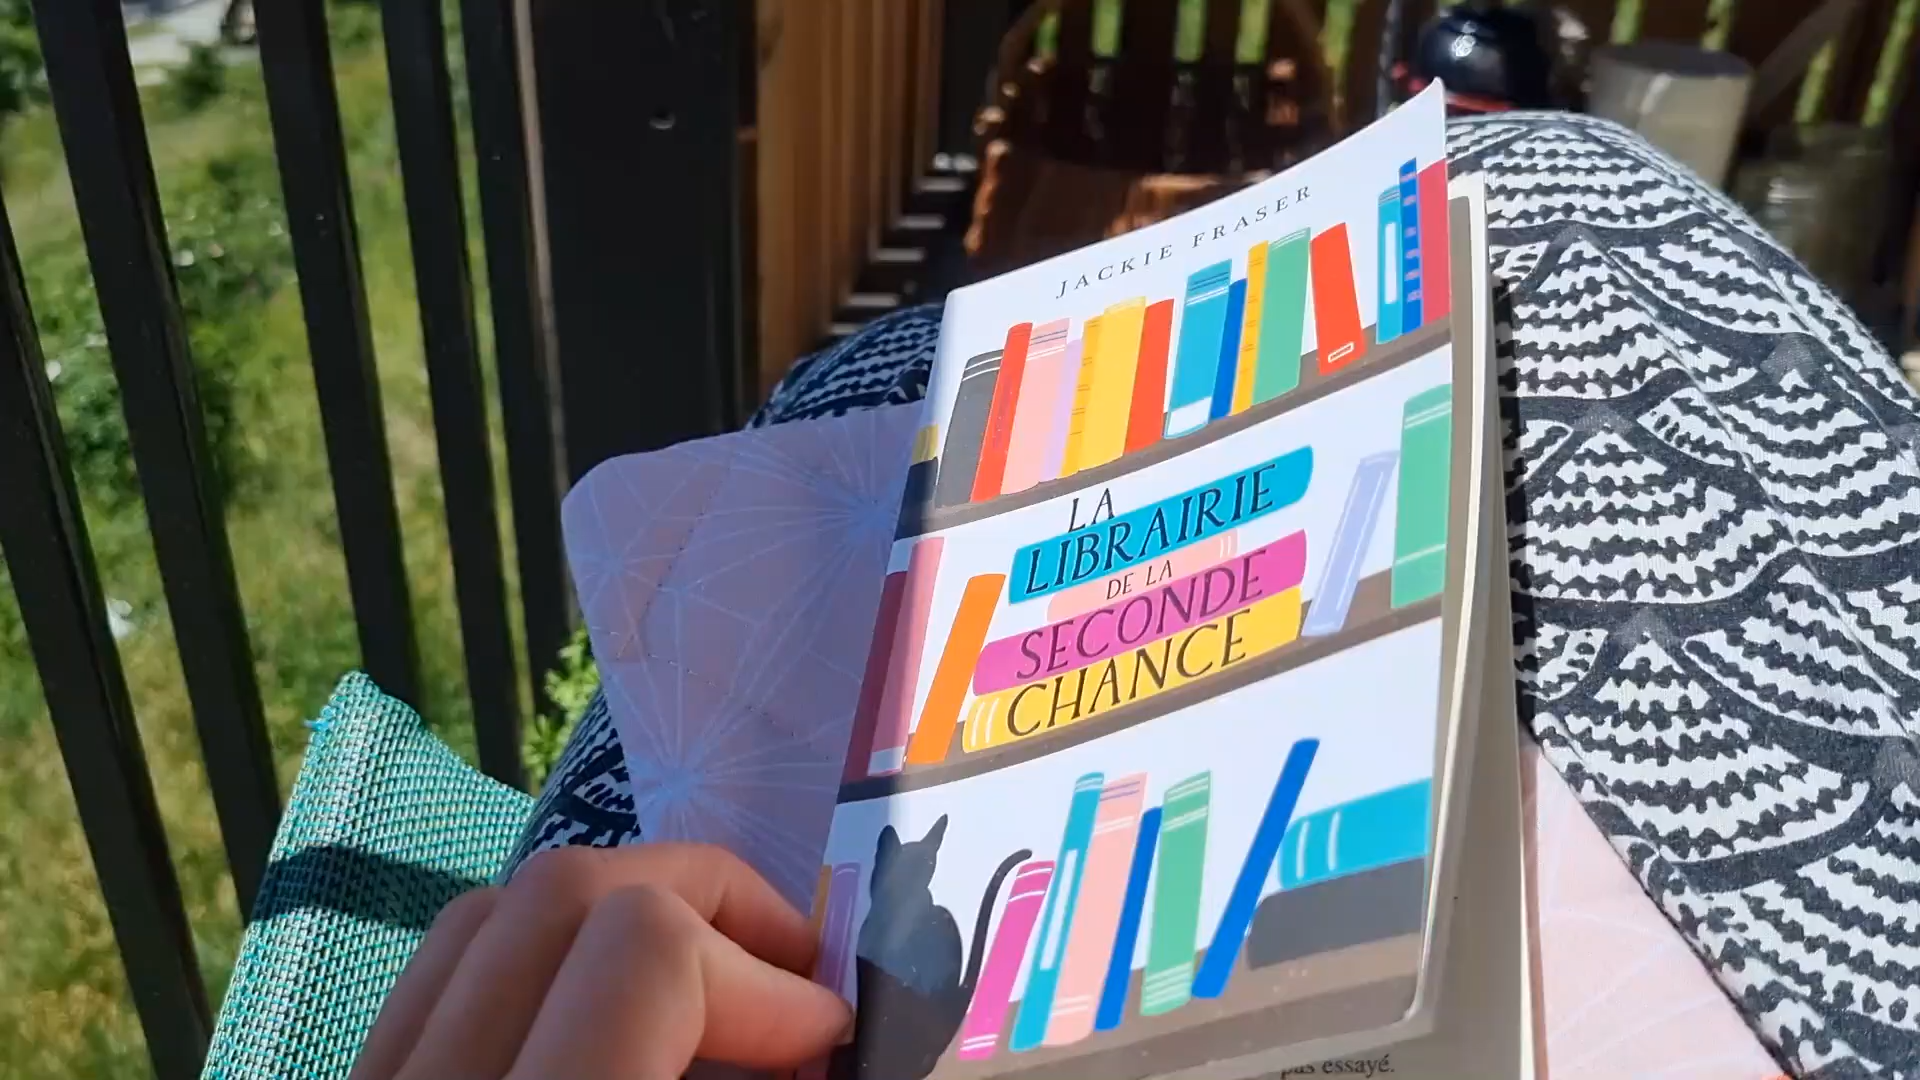 JACKIE FRASER
LA
LIBRAIRIE
DE LA
SECONDE
CHANCE
pas essayé.